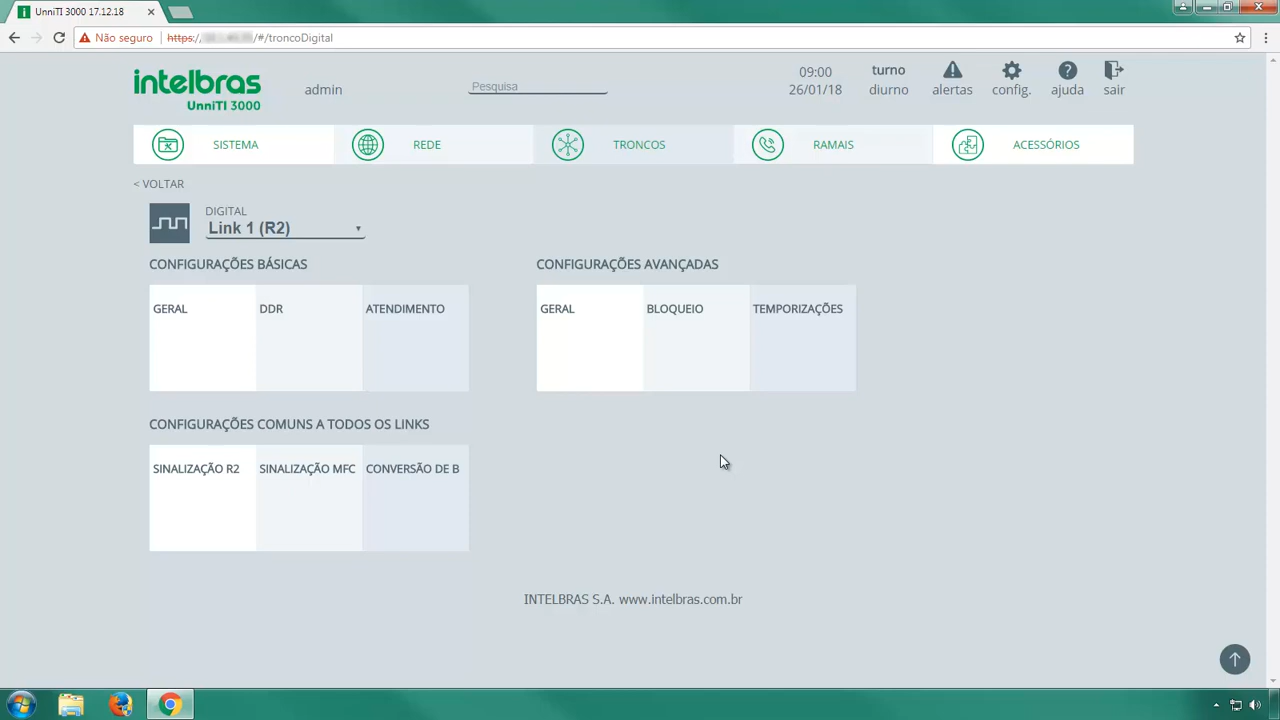 UnniTI 3000 17.12.18
Não seguro https:// /#/troncoDigital
intelbras
UnniTI 3000
admin
Pesquisa
09:00
26/01/18
turno
diurno
alertas
config.
ajuda
sair
SISTEMA
REDE
TRONCOS
RAMAIS
ACESSÓRIOS
< VOLTAR
DIGITAL
Link 1 (R2)
CONFIGURAÇÕES BÁSICAS
GERAL
DDR
ATENDIMENTO
CONFIGURAÇÕES AVANÇADAS
GERAL
BLOQUEIO
TEMPORIZAÇÕES
CONFIGURAÇÕES COMUNS A TODOS OS LINKS
SINALIZAÇÃO R2
SINALIZAÇÃO MFC
CONVERSÃO DE B
INTELBRAS S.A. www.intelbras.com.br